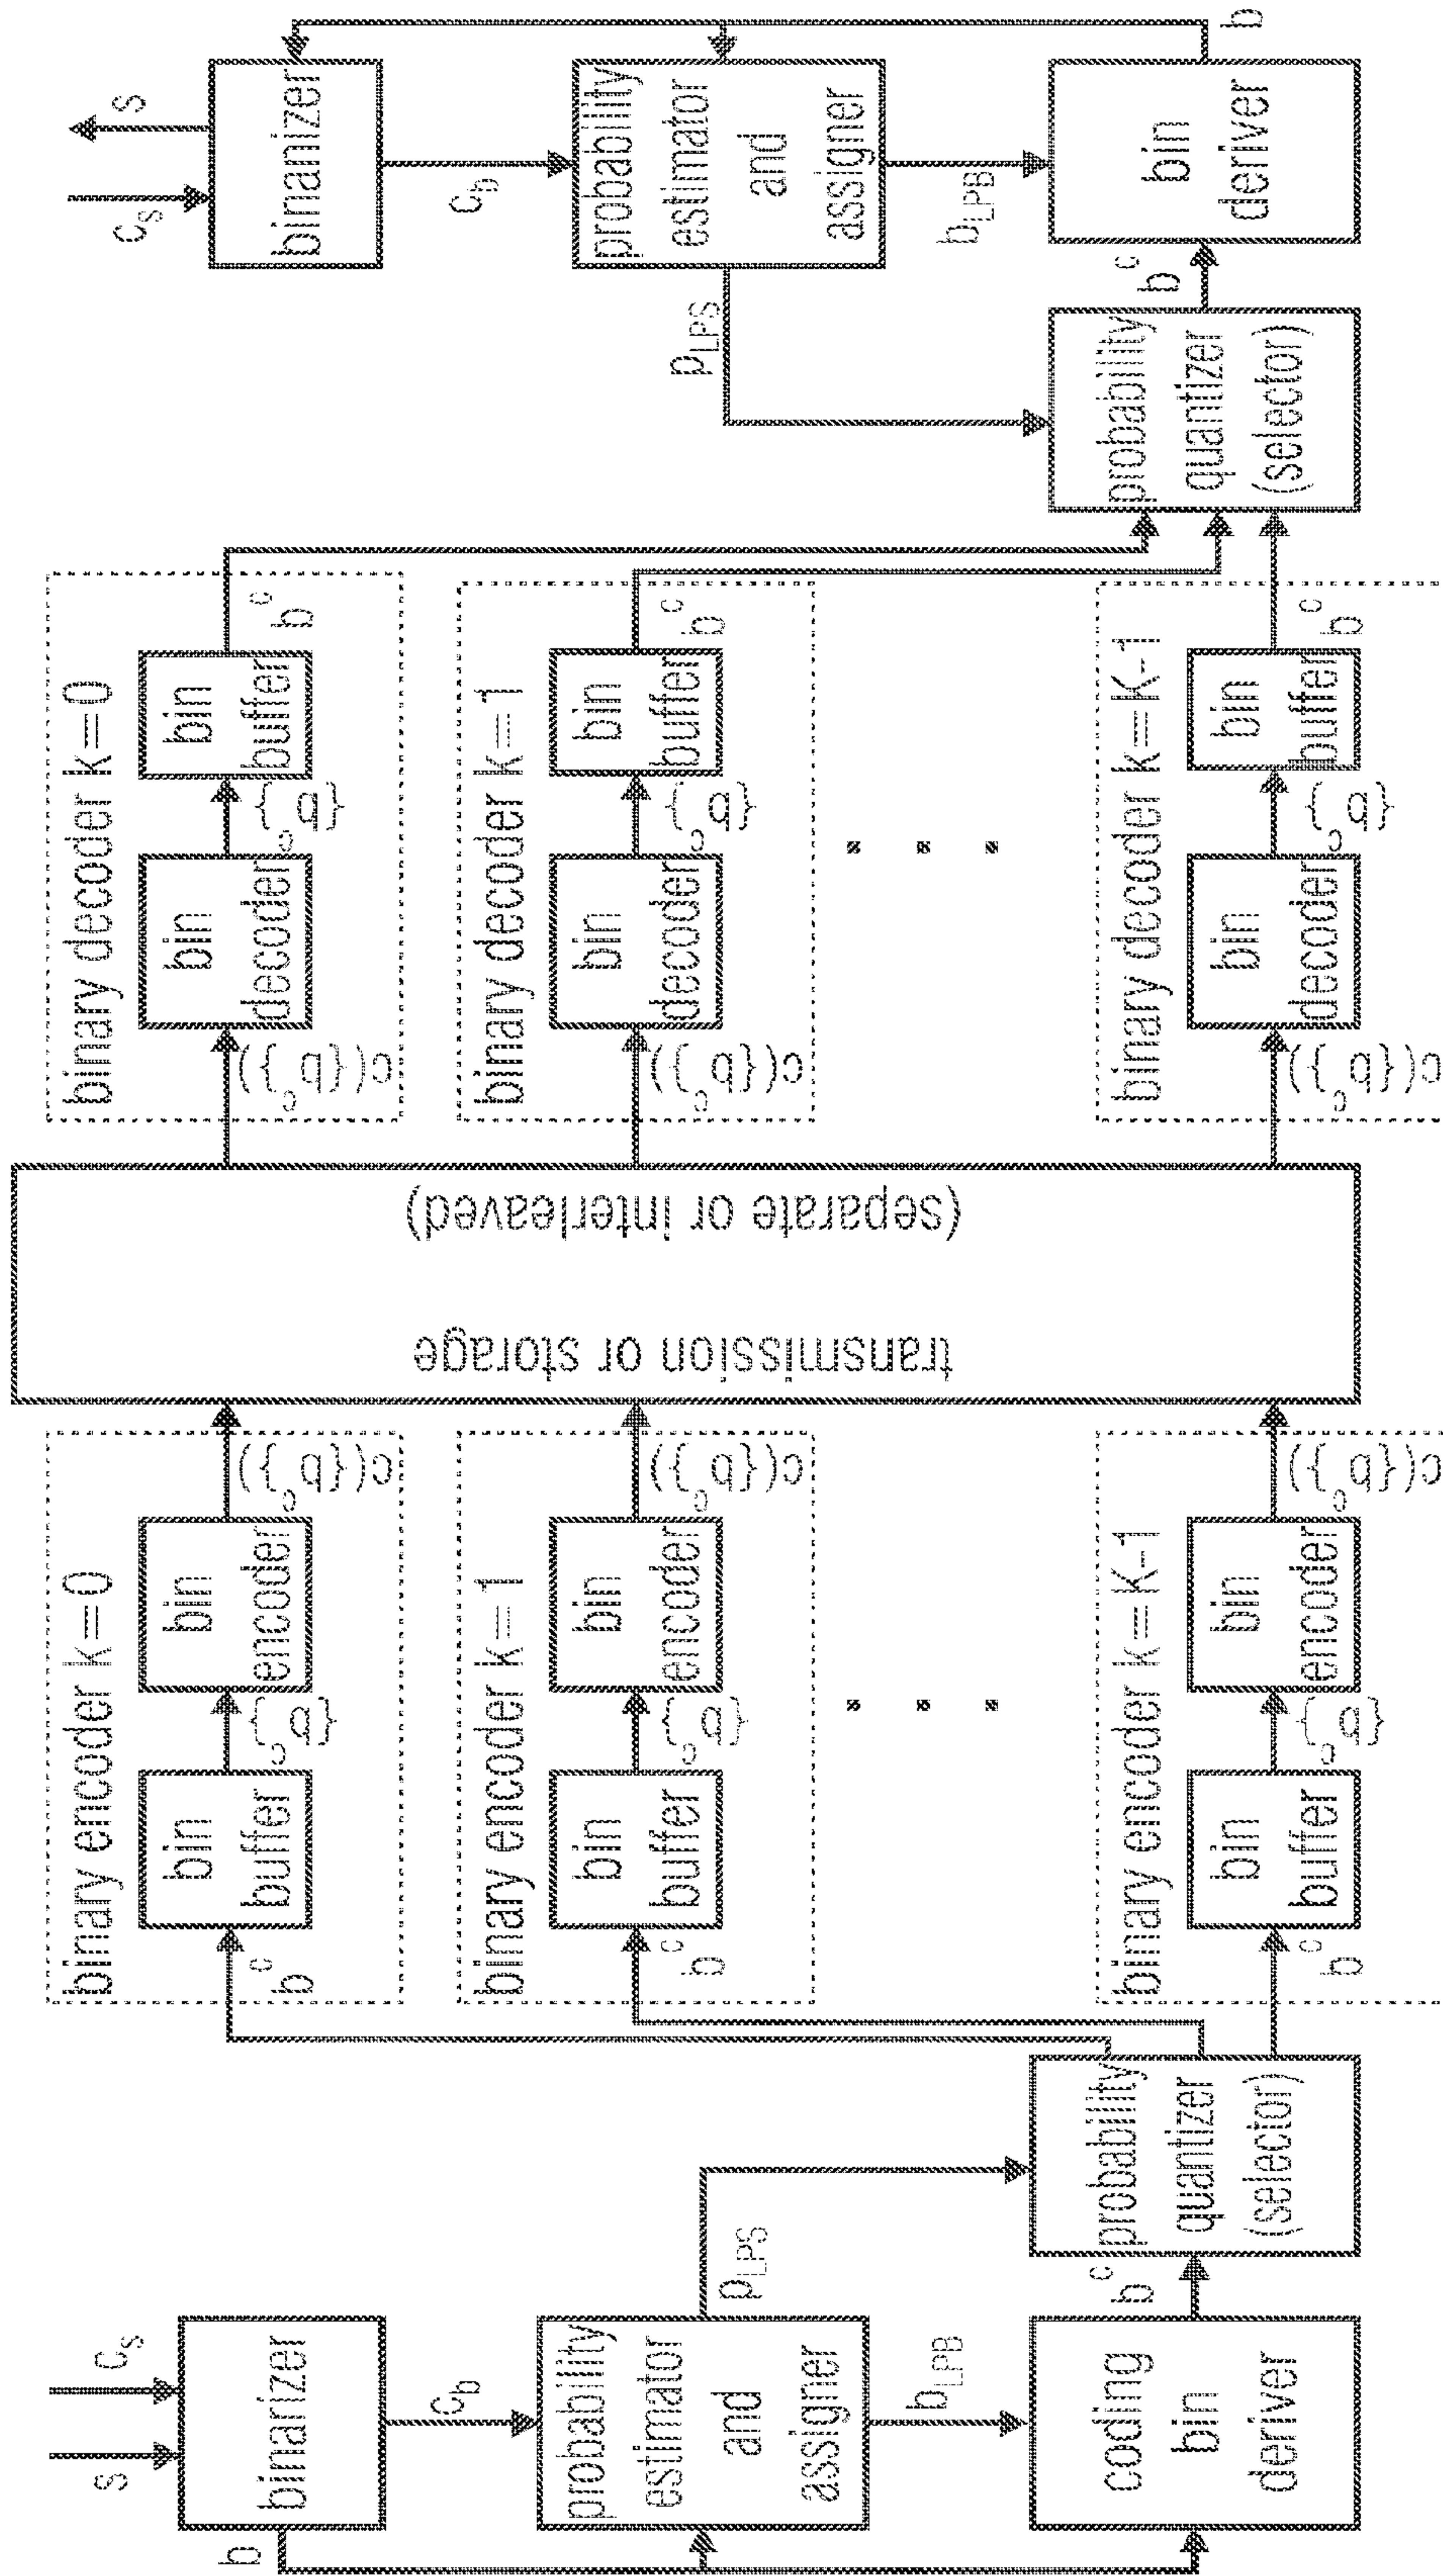 s
c_s
binarizer
b
c_b
probability
estimator
and
assigner
p_LPS
b_LPB
coding
bin
deriver
b^c
probability
quantizer
(selector)
binary encoder k=0
b^c
bin
buffer
{b^c}
bin
encoder
c({b^c})
binary encoder k=1
b^c
bin
buffer
{b^c}
bin
encoder
c({b^c})
binary encoder k=K-1
b^c
bin
buffer
{b^c}
bin
encoder
c({b^c})
transmission or storage
(separate or interleaved)
binary decoder k=0
c({b^c})
bin
decoder
{b^c}
bin
buffer
b^c
binary decoder k=1
c({b^c})
bin
decoder
{b^c}
bin
buffer
b^c
binary decoder k=K-1
c({b^c})
bin
decoder
{b^c}
bin
buffer
b^c
probability
quantizer
(selector)
p_LPS
b^c
c_s
s
binanizer
c_b
probability
estimator
and
assigner
b_LPB
bin
deriver
b